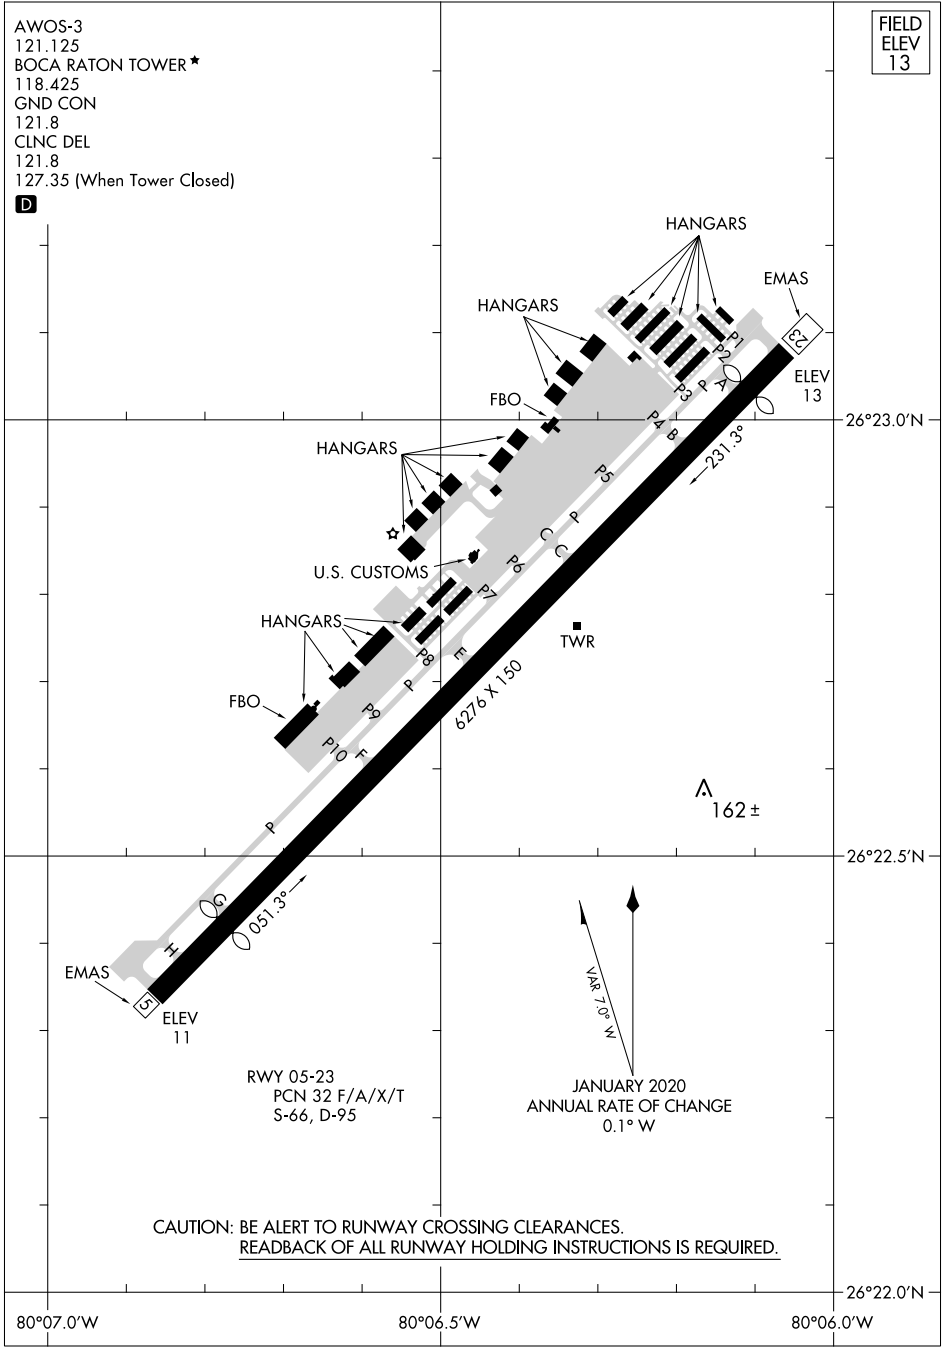 AWOS-3
121.125
BOCA RATON TOWER★
118.425
GND CON
121.8
CLNC DEL
121.8
127.35 (When Tower Closed)
D
FIELD
ELEV
13
HANGARS
EMAS
HANGARS
23
P1
P2
A
P
P3
ELEV
13
FBO
26°23.0'N
P4
B
HANGARS
231.3°
P5
P
C
C
U.S. CUSTOMS
P6
P7
HANGARS
TWR
P8
E
6276 X 150
P
FBO
P9
P10
F
162±
P
26°22.5'N
G
051.3°
H
EMAS
5
ELEV
11
VAR 7.0° W
RWY 05-23
PCN 32 F/A/X/T
S-66, D-95
JANUARY 2020
ANNUAL RATE OF CHANGE
0.1° W
CAUTION: BE ALERT TO RUNWAY CROSSING CLEARANCES.
READBACK OF ALL RUNWAY HOLDING INSTRUCTIONS IS REQUIRED.
26°22.0'N
80°07.0'W
80°06.5'W
80°06.0'W